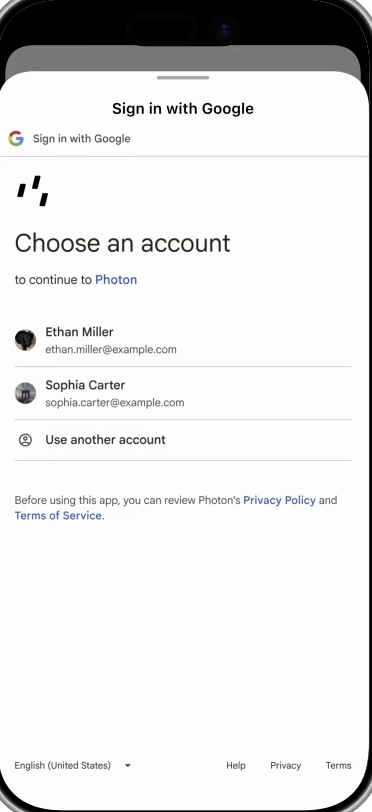 Sign in with Google
Sign in with Google
Choose an account
to continue to Photon
Ethan Miller
ethan.miller@example.com
Sophia Carter
sophia.carter@example.com
Use another account
Before using this app, you can review Photon's Privacy Policy and
Terms of Service.
English (United States) Help Privacy Terms